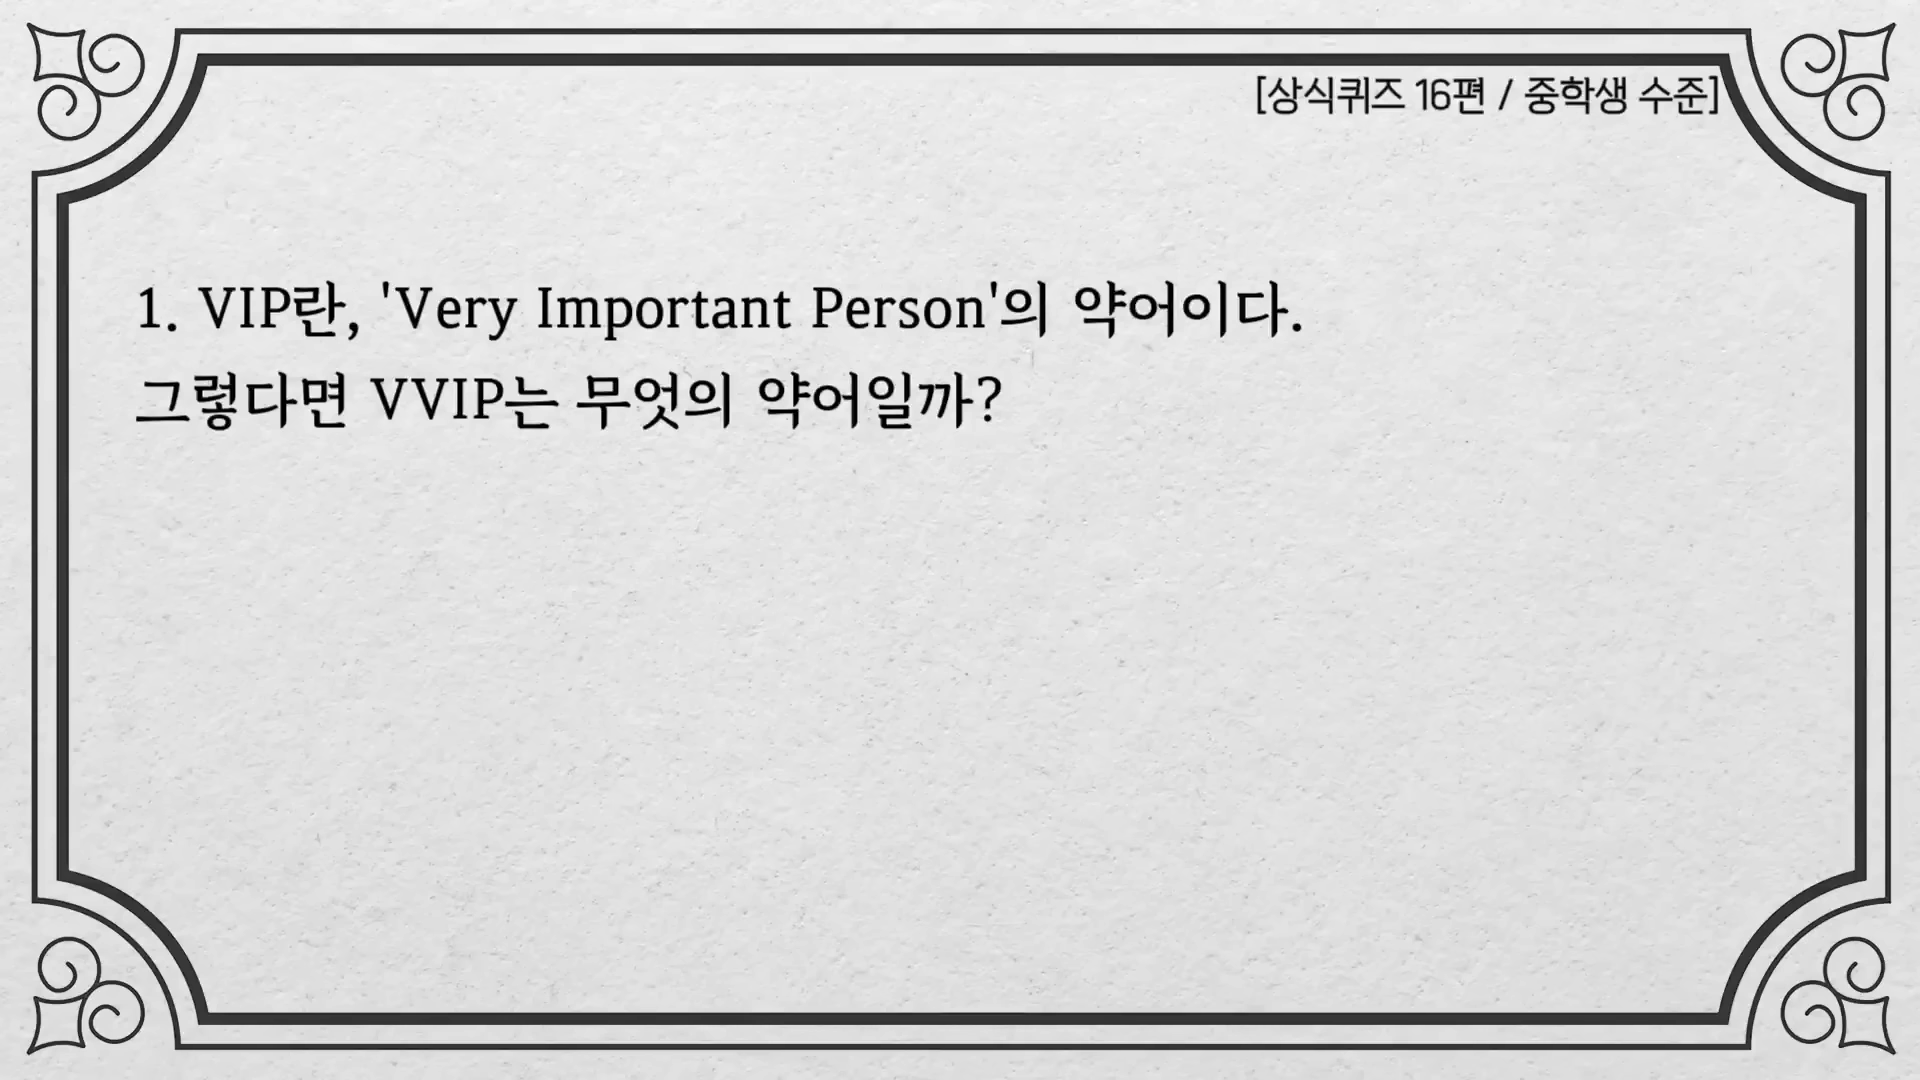 [상식퀴즈 16편 / 중학생 수준]
1. VIP란, 'Very Important Person'의 약어이다.
그렇다면 VVIP는 무엇의 약어일까?